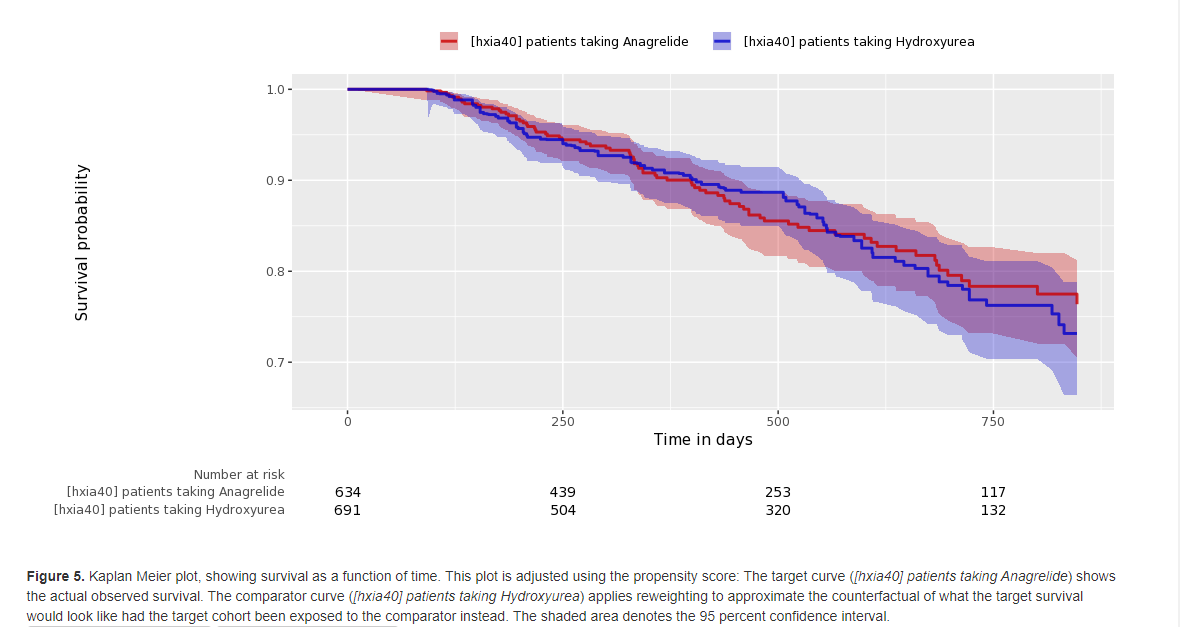 [hxia40] patients taking Anagrelide [hxia40] patients taking Hydroxyurea
1.0
0.9
0.8
0.7
Survival probability
0 250 500 750
Time in days
Number at risk
[hxia40] patients taking Anagrelide 634 439 253 117
[hxia40] patients taking Hydroxyurea 691 504 320 132
Figure 5. Kaplan Meier plot, showing survival as a function of time. This plot is adjusted using the propensity score: The target curve ([hxia40] patients taking Anagrelide) shows
the actual observed survival. The comparator curve ([hxia40] patients taking Hydroxyurea) applies reweighting to approximate the counterfactual of what the target survival
would look like had the target cohort been exposed to the comparator instead. The shaded area denotes the 95 percent confidence interval.